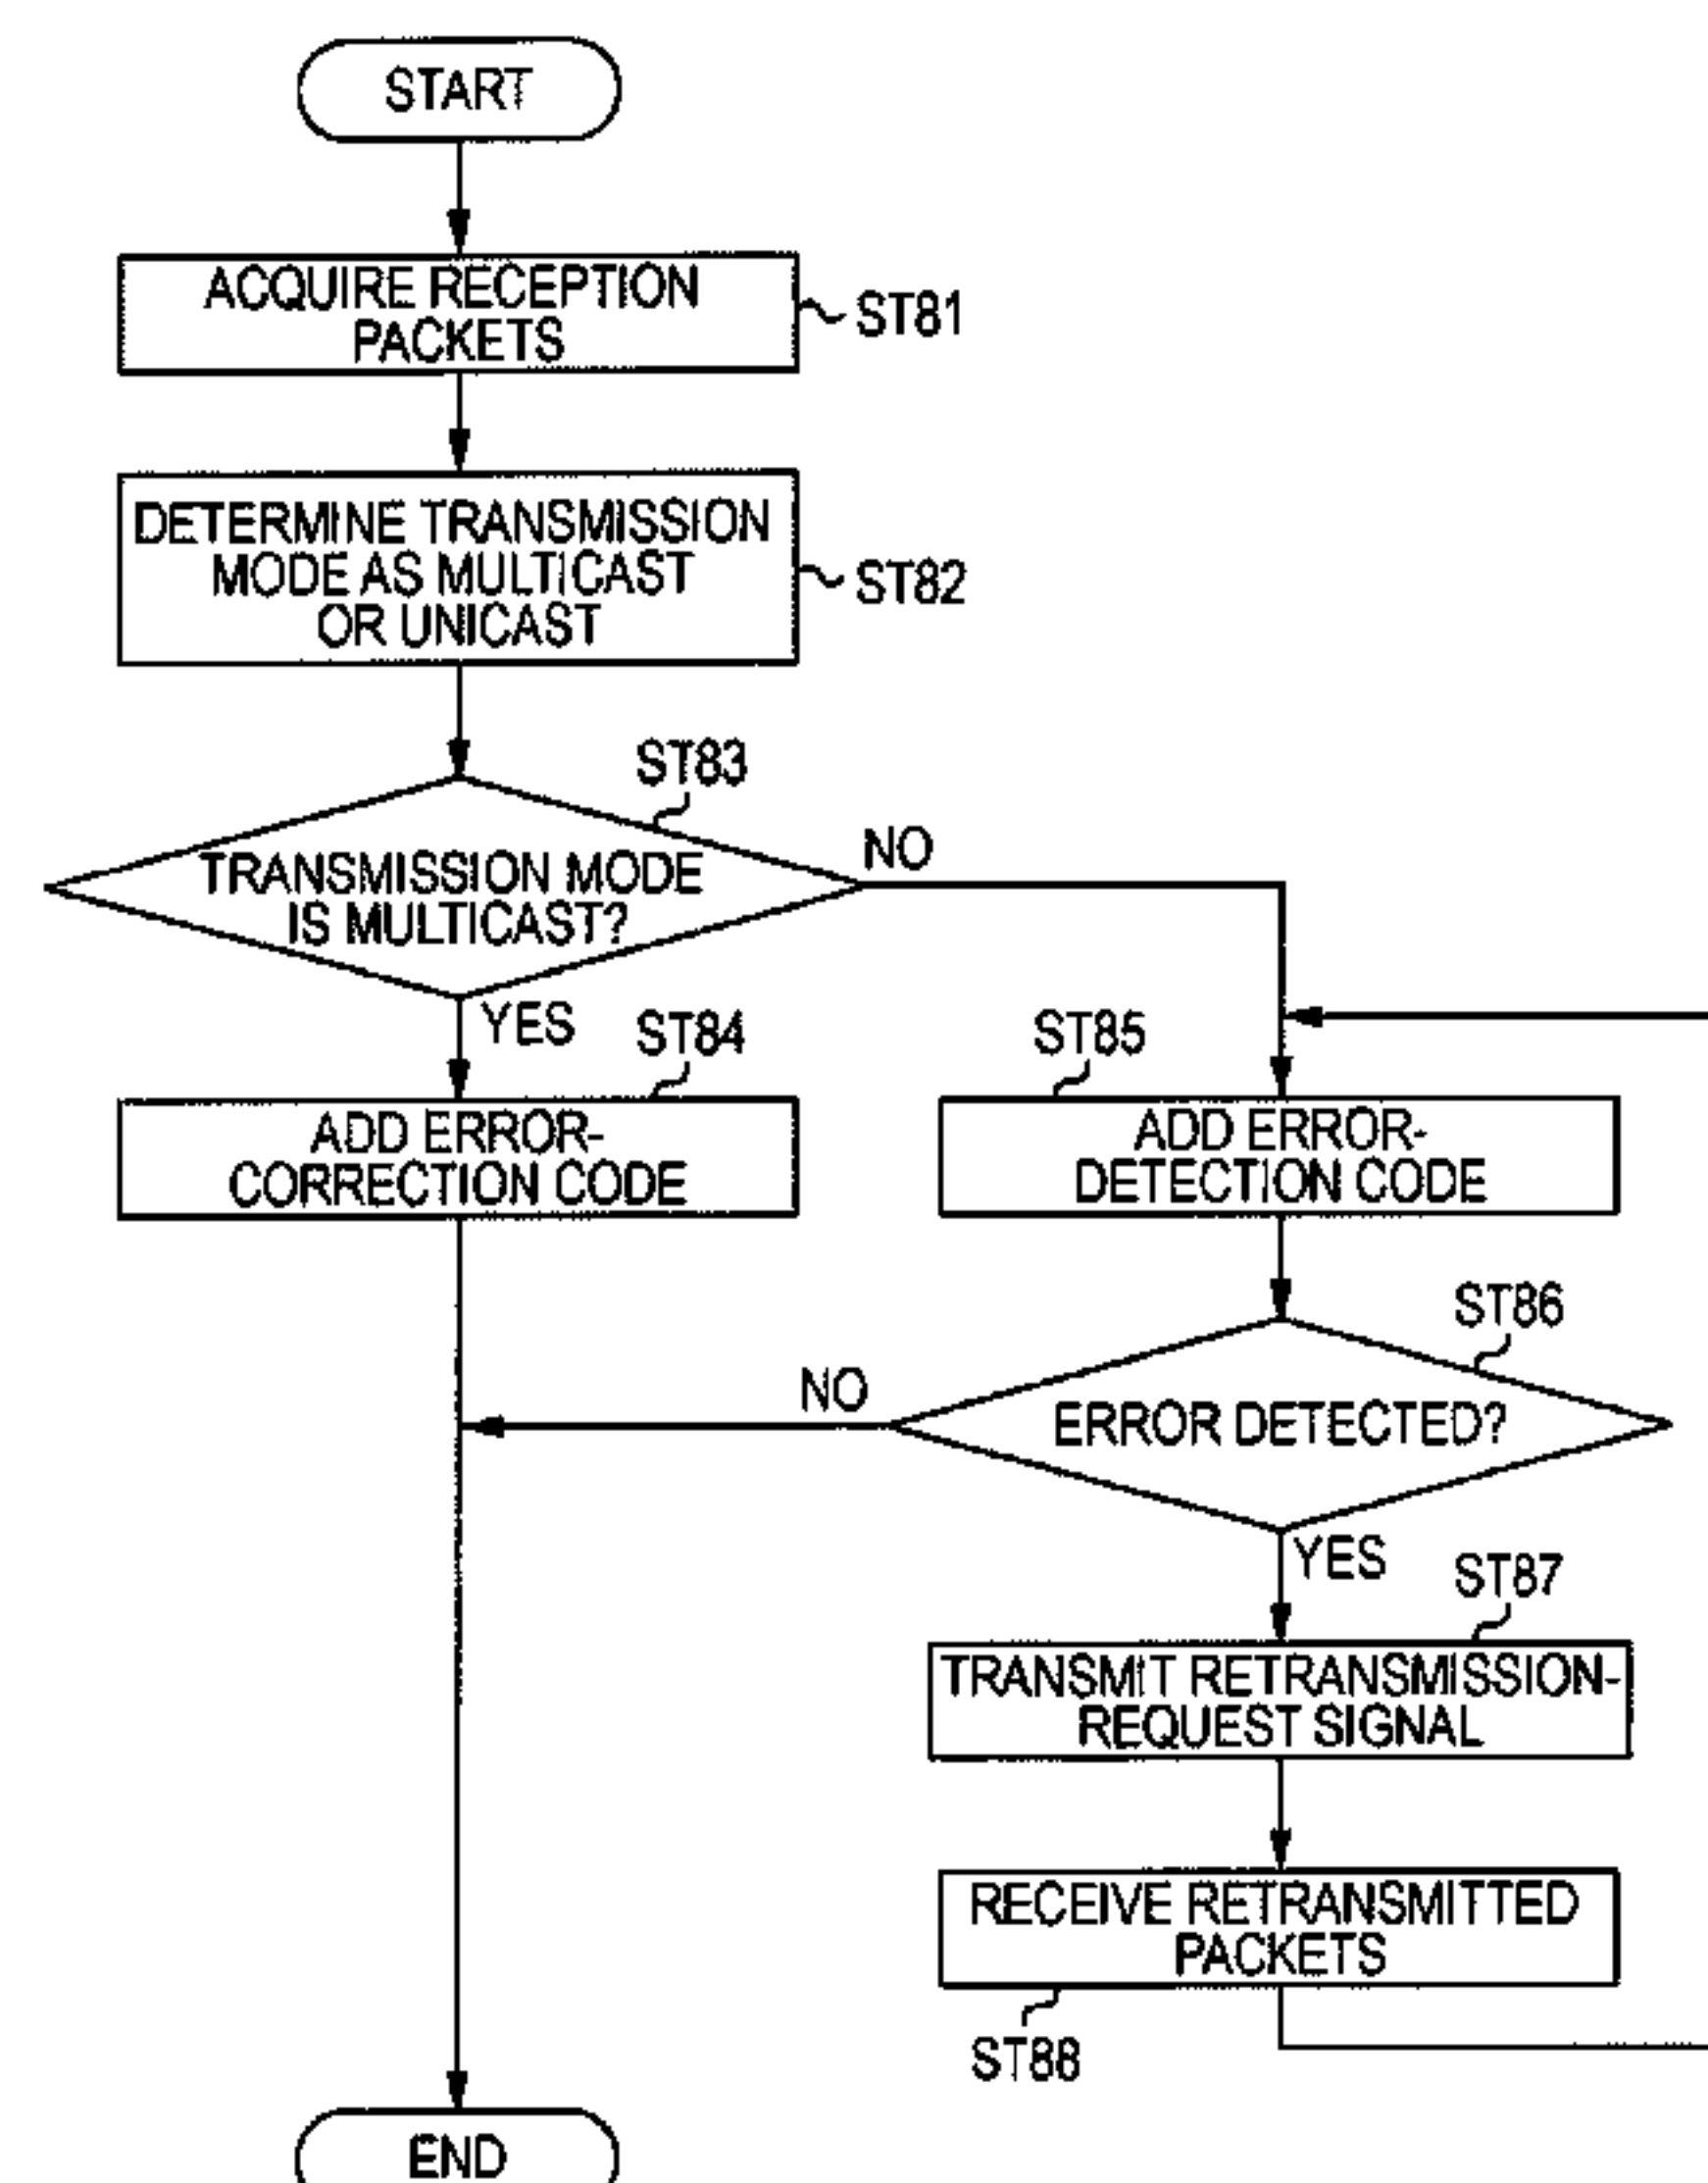 START
ACQUIRE RECEPTION
PACKETS
ST81
DETERMINE TRANSMISSION
MODE AS MULTICAST
OR UNICAST
ST82
ST83
TRANSMISSION MODE
IS MULTICAST?
NO
YES
ST84
ADD ERROR-
CORRECTION CODE
ST85
ADD ERROR-
DETECTION CODE
ST86
ERROR DETECTED?
NO
YES
ST87
TRANSMIT RETRANSMISSION-
REQUEST SIGNAL
RECEIVE RETRANSMITTED
PACKETS
ST88
END